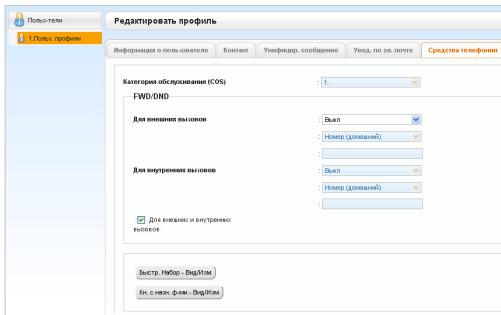 Польз-тели
1.Польз. профили
Редактировать профиль
Информация о пользователе
Контакт
Унифицир. сообщение
Увед. по эл. почте
Средства телефонии
Категория обслуживания (COS)
: 1:
FWD/DND
Для внешних вызовов
: Выкл
: Номер (домашний)
:
Для внутренних вызовов
: Выкл
: Номер (домашний)
:
Для внешних и внутренних
вызовов
Быстр. Набор - Вид/Изм
Кн. с назн. ф-ми - Вид/Изм